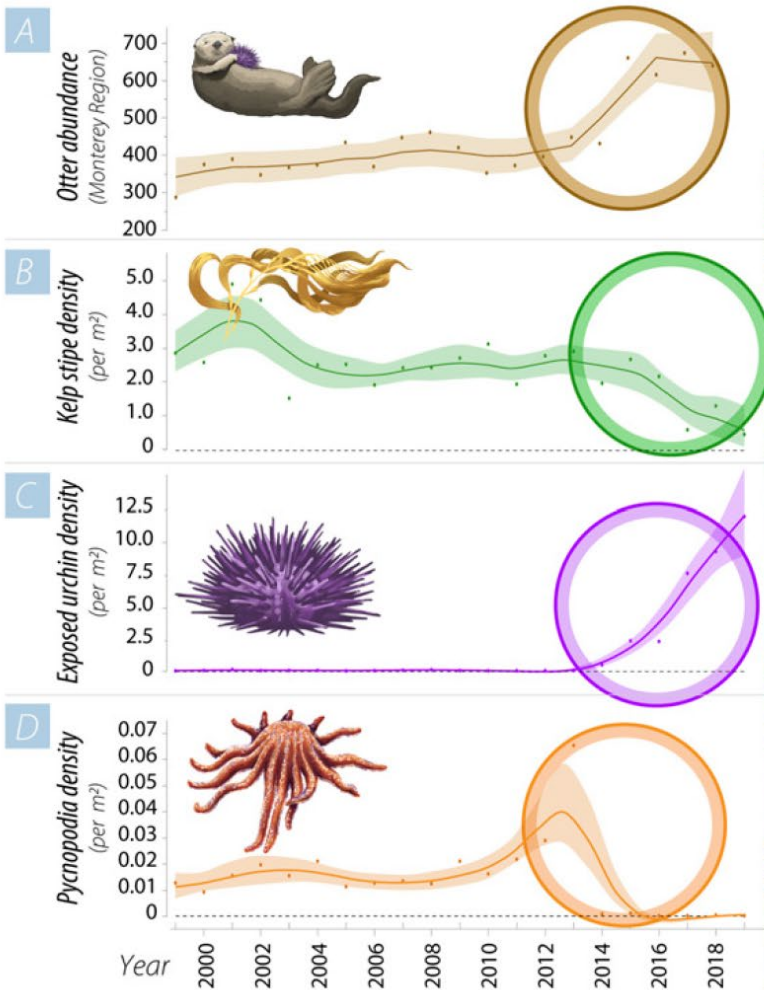 A
Otter abundance
(Monterey Region)
700
600
500
400
300
200
B
Kelp stipe density
(per m²)
5.0
4.0
3.0
2.0
1.0
0
C
Exposed urchin density
(per m²)
12.5
10.0
7.5
5.0
2.5
0
D
Pycnopodia density
(per m²)
0.07
0.06
0.05
0.04
0.03
0.02
0.01
0
Year
2000
2002
2004
2006
2008
2010
2012
2014
2016
2018